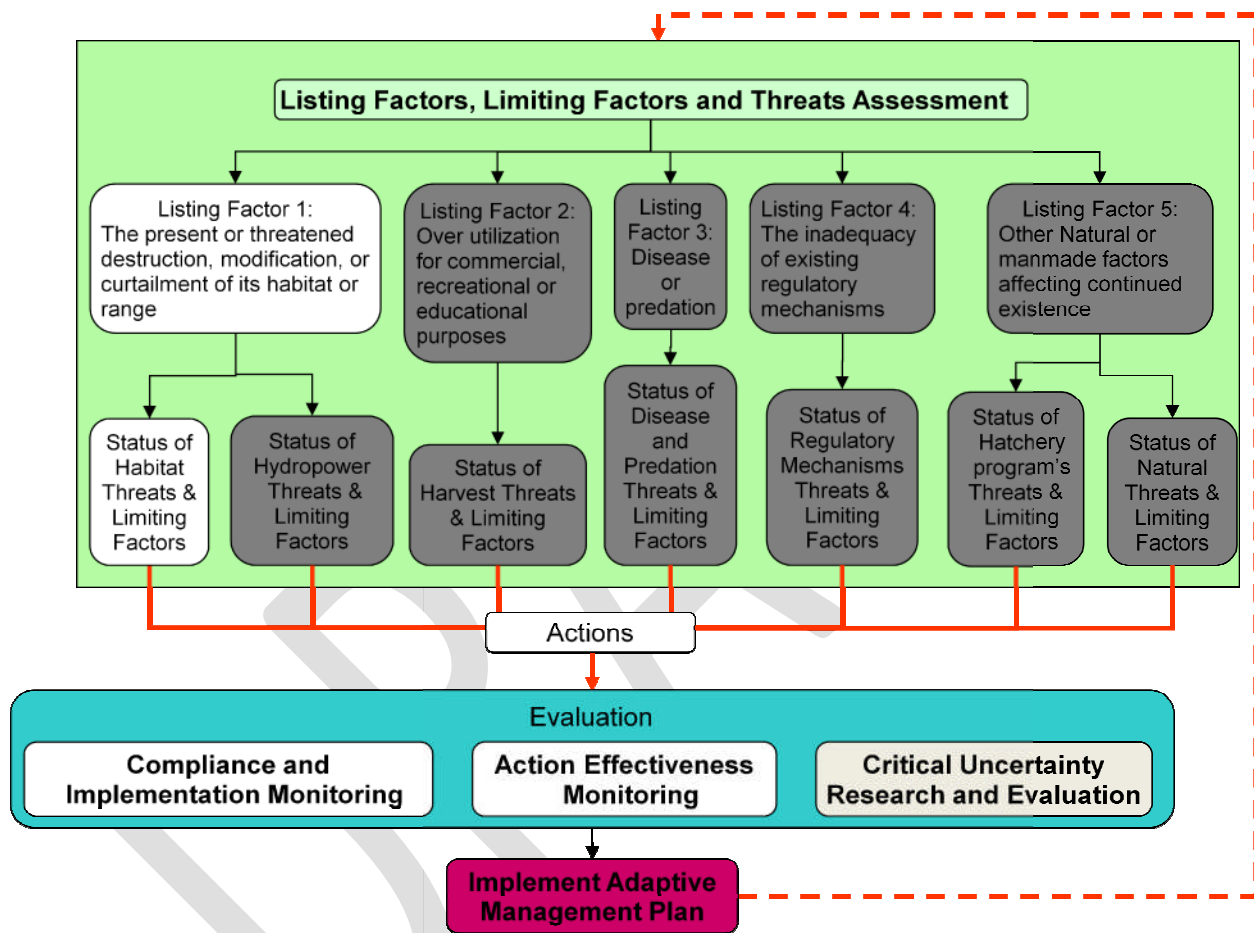 Listing Factors, Limiting Factors and Threats Assessment
Listing Factor 1:
The present or threatened
destruction, modification, or
curtailment of its habitat or
range
Listing Factor 2:
Over utilization
for commercial,
recreational or
educational
purposes
Listing
Factor 3:
Disease
or
predation
Listing Factor 4:
The inadequacy
of existing
regulatory
mechanisms
Listing Factor 5:
Other Natural or
manmade factors
affecting continued
existence
Status of
Habitat
Threats &
Limiting
Factors
Status of
Hydropower
Threats &
Limiting
Factors
Status of
Harvest Threats
& Limiting
Factors
Status of
Disease
and
Predation
Threats &
Limiting
Factors
Status of
Regulatory
Mechanisms
Threats &
Limiting
Factors
Status of
Hatchery
program's
Threats &
Limiting
Factors
Status of
Natural
Threats &
Limiting
Factors
Actions
Evaluation
Compliance and
Implementation Monitoring
Action Effectiveness
Monitoring
Critical Uncertainty
Research and Evaluation
Implement Adaptive
Management Plan